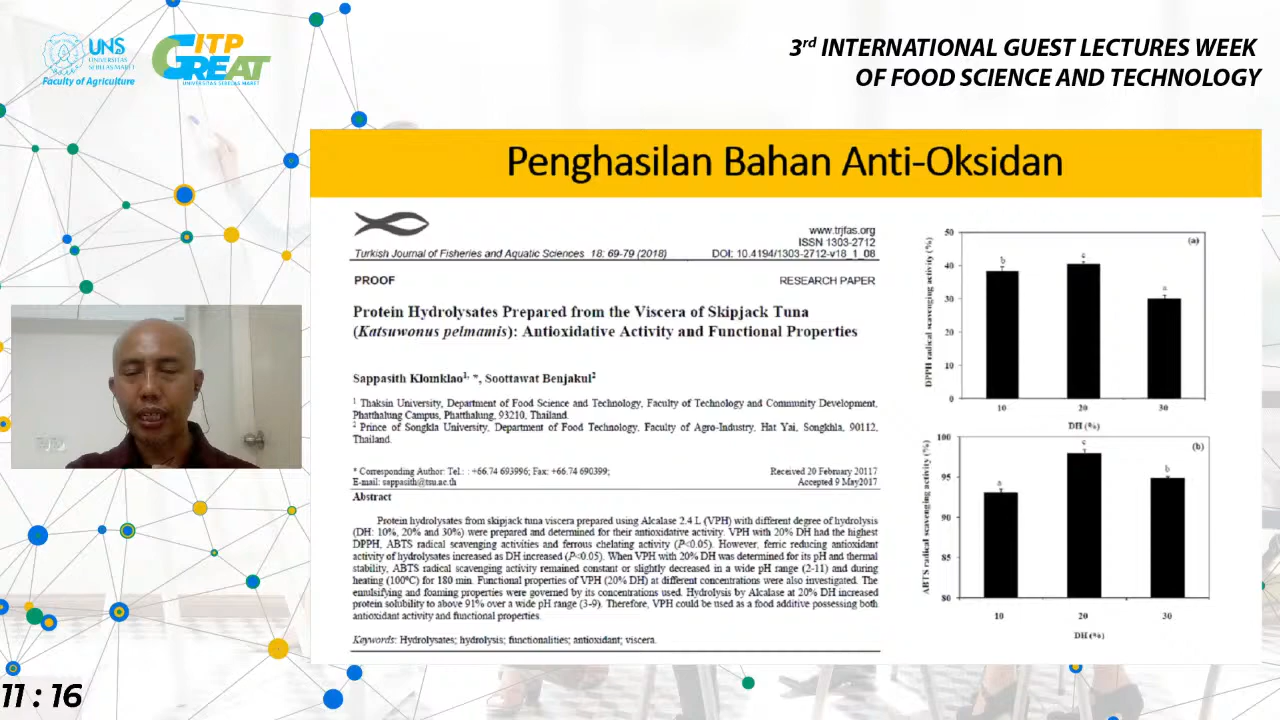 UNS
UNIVERSITAS
SEBELAS MARET
Faculty of Agriculture
ITP
GREAT
UNIVERSITAS SEBELAS MARET
3rd INTERNATIONAL GUEST LECTURES WEEK
OF FOOD SCIENCE AND TECHNOLOGY
Penghasilan Bahan Anti-Oksidan
www.trjfas.org
ISSN 1303-2712
Turkish Journal of Fisheries and Aquatic Sciences 18: 69-79 (2018)
DOI: 10.4194/1303-2712-v18_1_08
PROOF
RESEARCH PAPER
Protein Hydrolysates Prepared from the Viscera of Skipjack Tuna
(Katsuwonus pelmamis): Antioxidative Activity and Functional Properties
Sappasith Klomklao1, *, Soottawat Benjakul2
1 Thaksin University, Department of Food Science and Technology, Faculty of Technology and Community Development,
Phatthalung Campus, Phatthalung, 93210, Thailand.
2 Prince of Songkla University, Department of Food Technology, Faculty of Agro-Industry, Hat Yai, Songkhla, 90112,
Thailand.
* Corresponding Author: Tel.: : +66.74 693996; Fax: +66.74 690399;
E-mail: sappasith@tsu.ac.th
Received 20 February 20117
Accepted 9 May2017
Abstract
Protein hydrolysates from skipjack tuna viscera prepared using Alcalase 2.4 L (VPH) with different degree of hydrolysis
(DH: 10%, 20% and 30%) were prepared and determined for their antioxidative activity. VPH with 20% DH had the highest
DPPH, ABTS radical scavenging activities and ferrous chelating activity (P<0.05). However, ferric reducing antioxidant
activity of hydrolysates increased as DH increased (P<0.05). When VPH with 20% DH was determined for its pH and thermal
stability, ABTS radical scavenging activity remained constant or slightly decreased in a wide pH range (2-11) and during
heating (100ºC) for 180 min. Functional properties of VPH (20% DH) at different concentrations were also investigated. The
emulsifying and foaming properties were governed by its concentrations used. Hydrolysis by Alcalase at 20% DH increased
protein solubility to above 91% over a wide pH range (3-9). Therefore, VPH could be used as a food additive possessing both
antioxidant activity and functional properties.
Keywords: Hydrolysates; hydrolysis; functionalities; antioxidant; viscera.
(a)
DPPH radical scavenging activity (%)
50
40
30
20
10
0
b
c
a
10 20 30
DH (%)
(b)
ABTS radical scavenging activity (%)
100
95
90
85
80
a
c
b
10 20 30
DH (%)
11 : 16